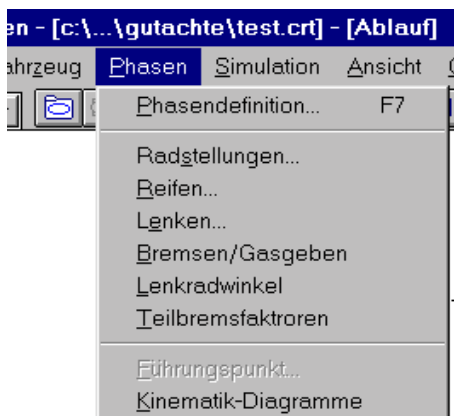 en - [c:\...\gutachte\test.crt] - [Ablauf]
ahrzeug Phasen Simulation Ansicht
Phasendefinition... F7
Radstellungen...
Reifen...
Lenken...
Bremsen/Gasgeben
Lenkradwinkel
Teilbremsfaktroren
Führungspunkt...
Kinematik-Diagramme